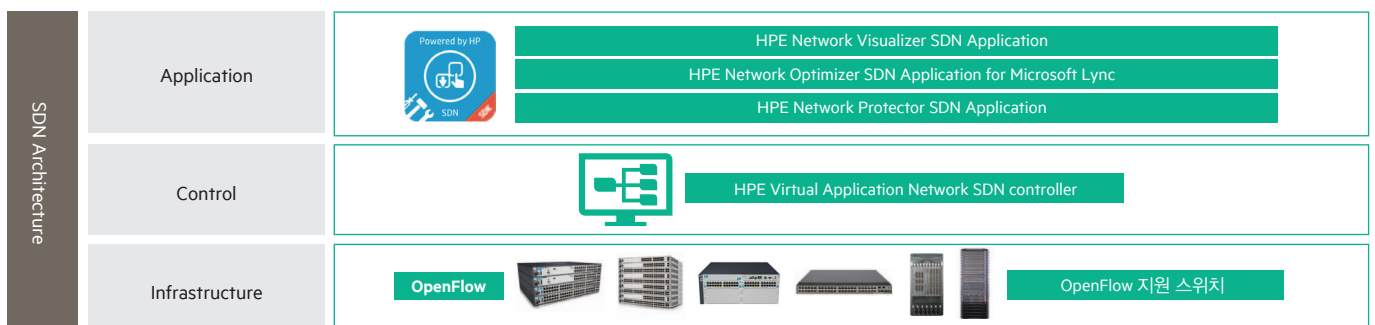 SDN Architecture
Application
Powered by HP
SDN
SDK
HPE Network Visualizer SDN Application
HPE Network Optimizer SDN Application for Microsoft Lync
HPE Network Protector SDN Application
Control
HPE Virtual Application Network SDN controller
Infrastructure
OpenFlow
OpenFlow 지원 스위치